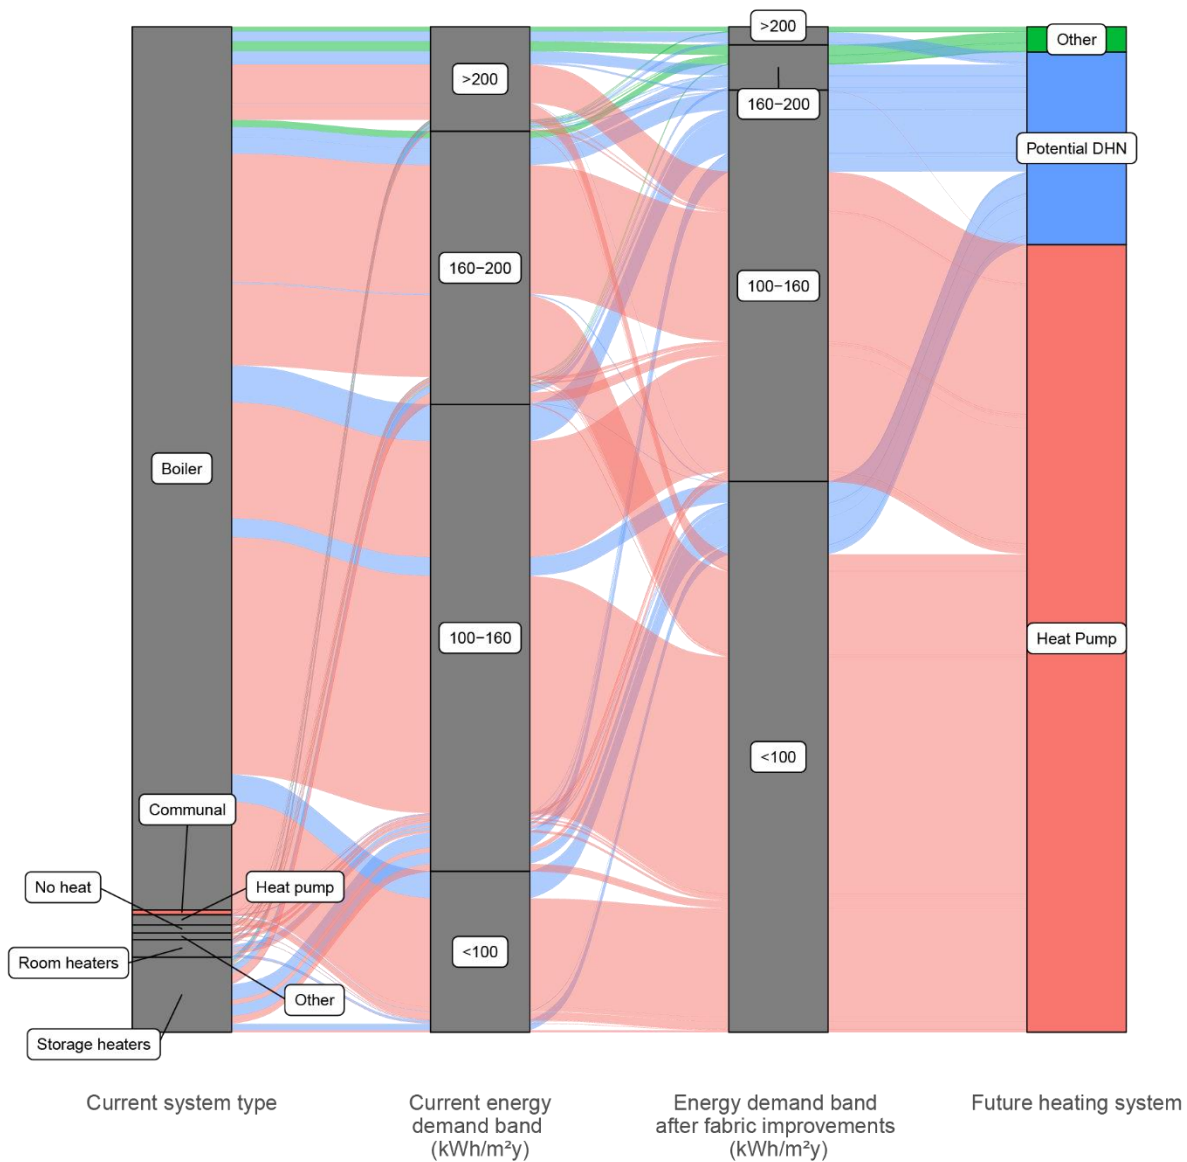 >200
Other
>200
160−200
Potential DHN
160−200
100−160
Boiler
100−160
Heat Pump
<100
Communal
No heat
Heat pump
Room heaters
<100
Other
Storage heaters
Current system type
Current energy
demand band
(kWh/m²y)
Energy demand band
after fabric improvements
(kWh/m²y)
Future heating system